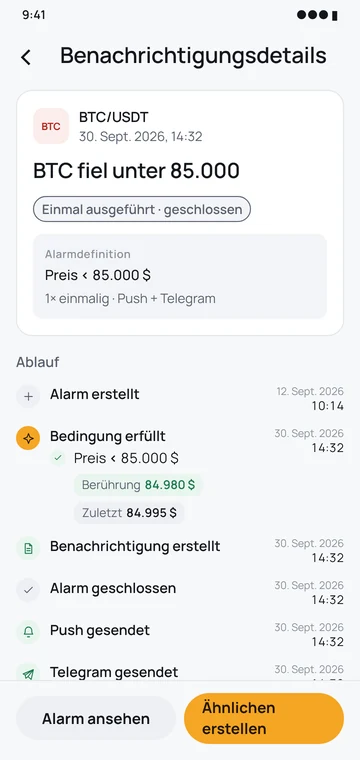 9:41
Benachrichtigungsdetails
BTC
BTC/USDT
30. Sept. 2026, 14:32
BTC fiel unter 85.000
Einmal ausgeführt · geschlossen
Alarmdefinition
Preis < 85.000 $
1× einmalig · Push + Telegram
Ablauf
Alarm erstellt
12. Sept. 2026
10:14
Bedingung erfüllt
30. Sept. 2026
14:32
Preis < 85.000 $
Berührung 84.980 $
Zuletzt 84.995 $
Benachrichtigung erstellt
30. Sept. 2026
14:32
Alarm geschlossen
30. Sept. 2026
14:32
Push gesendet
30. Sept. 2026
14:32
Telegram gesendet
30. Sept. 2026
Alarm ansehen
Ähnlichen
erstellen